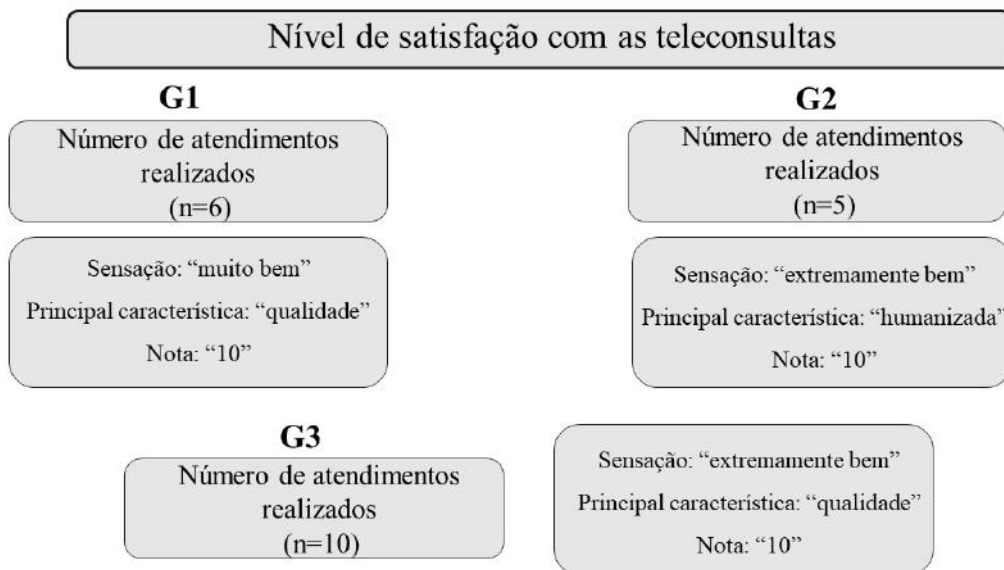 Nível de satisfação com as teleconsultas
G1
Número de atendimentos
realizados
(n=6)
Sensação: “muito bem”
Principal característica: “qualidade”
Nota: “10”
G2
Número de atendimentos
realizados
(n=5)
Sensação: “extremamente bem”
Principal característica: “humanizada”
Nota: “10”
G3
Número de atendimentos
realizados
(n=10)
Sensação: “extremamente bem”
Principal característica: “qualidade”
Nota: “10”